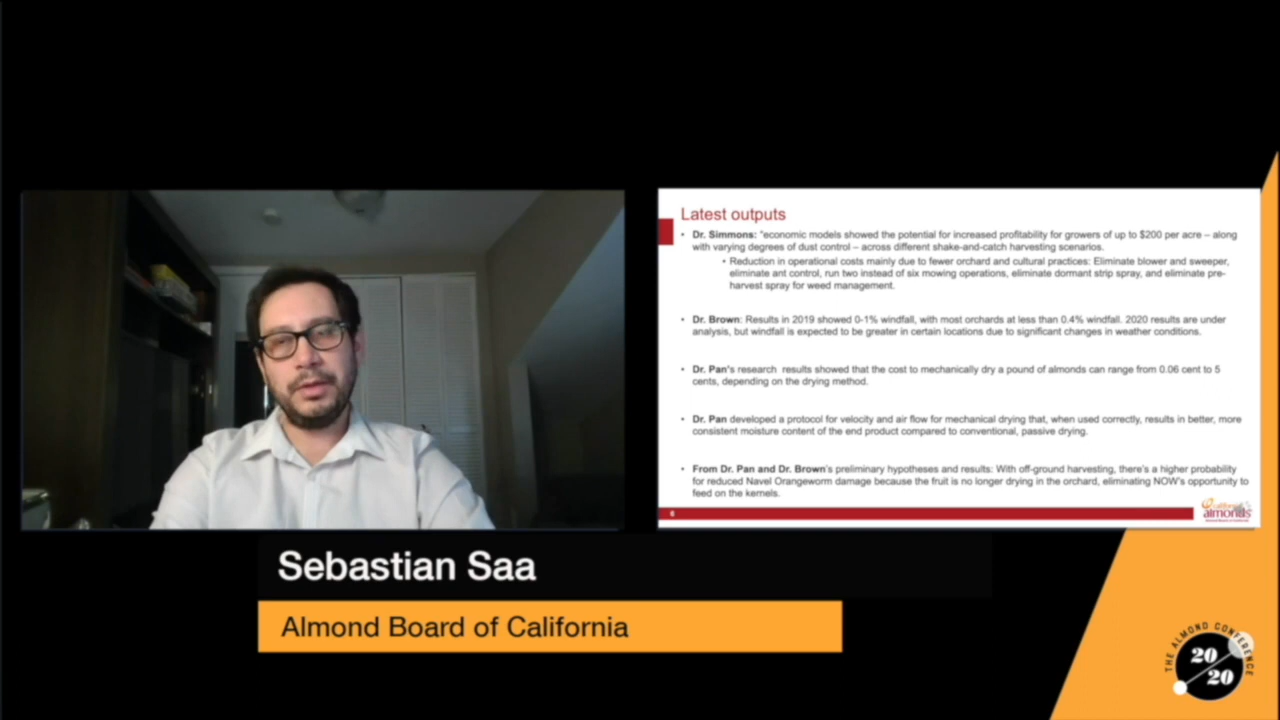 Latest outputs
• Dr. Simmons: "economic models showed the potential for increased profitability for growers of up to $200 per acre – along
with varying degrees of dust control – across different shake-and-catch harvesting scenarios.
• Reduction in operational costs mainly due to fewer orchard and cultural practices: Eliminate blower and sweeper,
eliminate ant control, run two instead of six mowing operations, eliminate dormant strip spray, and eliminate pre-
harvest spray for weed management.
• Dr. Brown: Results in 2019 showed 0-1% windfall, with most orchards at less than 0.4% windfall. 2020 results are under
analysis, but windfall is expected to be greater in certain locations due to significant changes in weather conditions.
• Dr. Pan's research results showed that the cost to mechanically dry a pound of almonds can range from 0.06 cent to 5
cents, depending on the drying method.
• Dr. Pan developed a protocol for velocity and air flow for mechanical drying that, when used correctly, results in better, more
consistent moisture content of the end product compared to conventional, passive drying.
• From Dr. Pan and Dr. Brown's preliminary hypotheses and results: With off-ground harvesting, there's a higher probability
for reduced Navel Orangeworm damage because the fruit is no longer drying in the orchard, eliminating NOW's opportunity to
feed on the kernels.
6
california
almonds
Almond Board of California
Sebastian Saa
Almond Board of California
THE ALMOND CONFERENCE
20
20